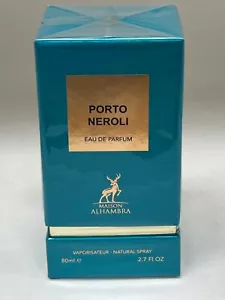 PORTO
NEROLI
EAU DE PARFUM
MAISON
ALHAMBRA
VAPORISATEUR - NATURAL SPRAY
80ml ℮ 2.7 FL OZ